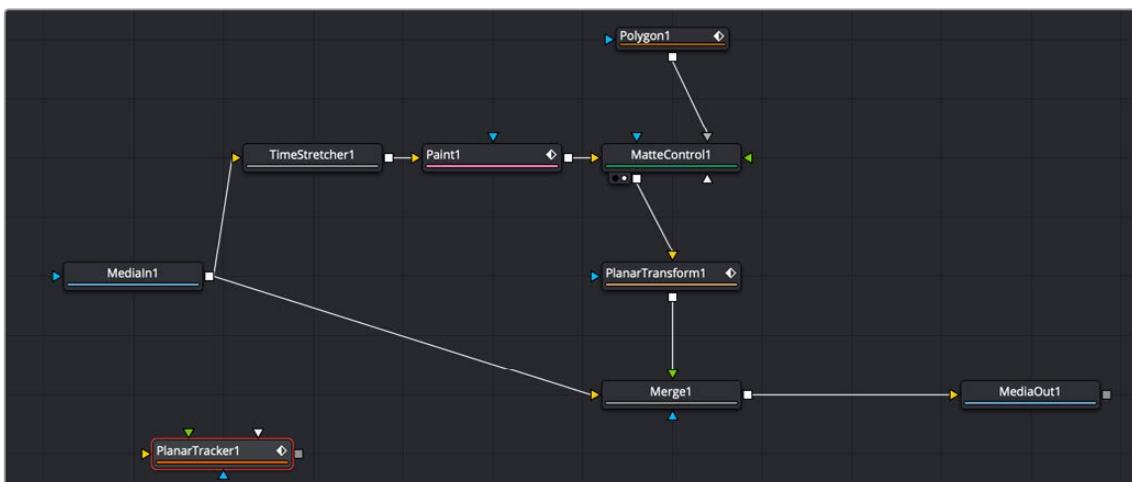 Polygon1
TimeStretcher1
Paint1
MatteControl1
MediaIn1
PlanarTransform1
Merge1
MediaOut1
PlanarTracker1